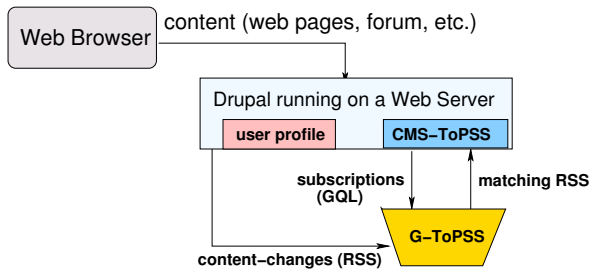 content (web pages, forum, etc.)
Web Browser
Drupal running on a Web Server
user profile
CMS−ToPSS
subscriptions
(GQL)
matching RSS
G−ToPSS
content−changes (RSS)